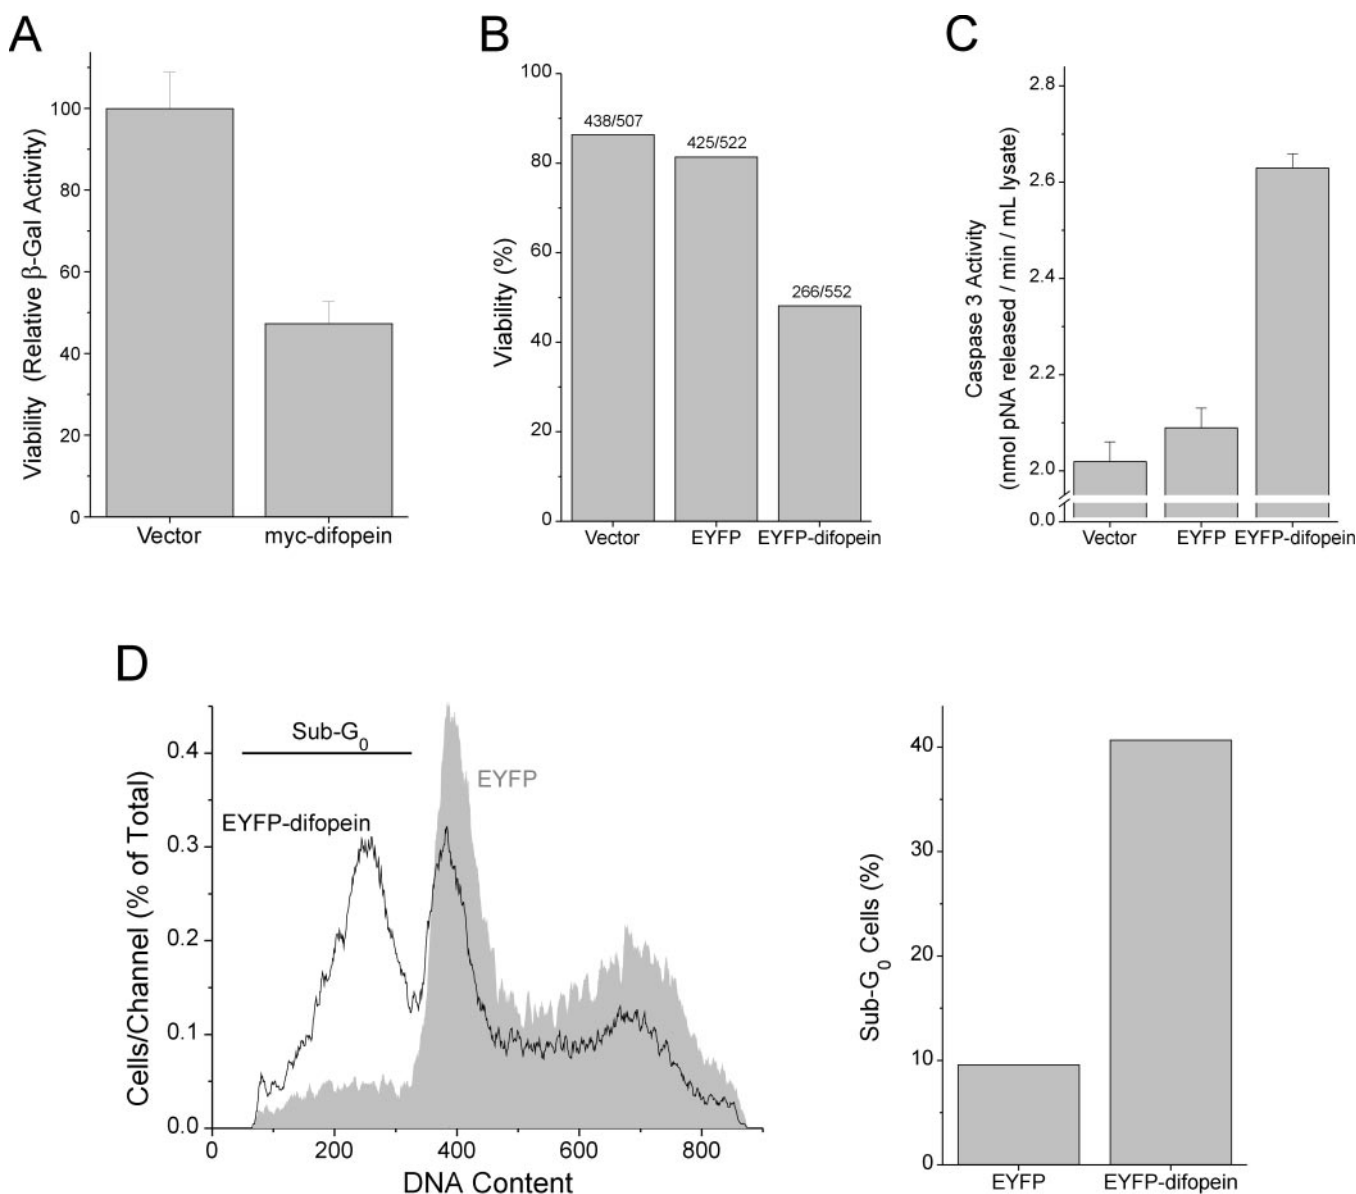 A
Viability (Relative β-Gal Activity)
100
80
60
40
20
0
Vector
myc-difopein
B
Viability (%)
100
80
60
40
20
0
438/507
425/522
266/552
Vector
EYFP
EYFP-difopein
C
Caspase 3 Activity
(nmol pNA released / min / mL lysate)
2.8
2.6
2.4
2.2
2.0
0.0
Vector
EYFP
EYFP-difopein
D
Cells/Channel (% of Total)
0.4
0.3
0.2
0.1
0.0
Sub-G0
EYFP
EYFP-difopein
0
200
400
600
800
DNA Content
Sub-G0 Cells (%)
40
30
20
10
0
EYFP
EYFP-difopein